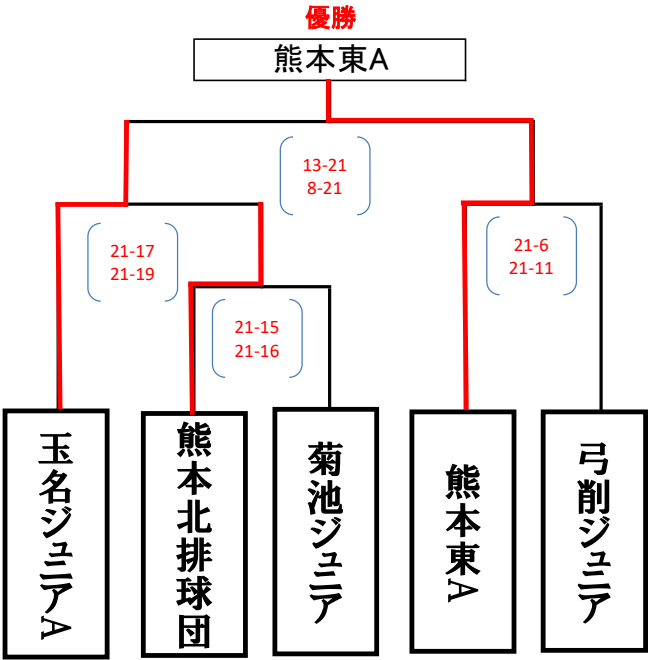 優勝
熊本東A
13-21
8-21
21-17
21-19
21-6
21-11
21-15
21-16
玉名ジュニアA
熊本北排球団
菊池ジュニア
熊本東A
弓削ジュニア